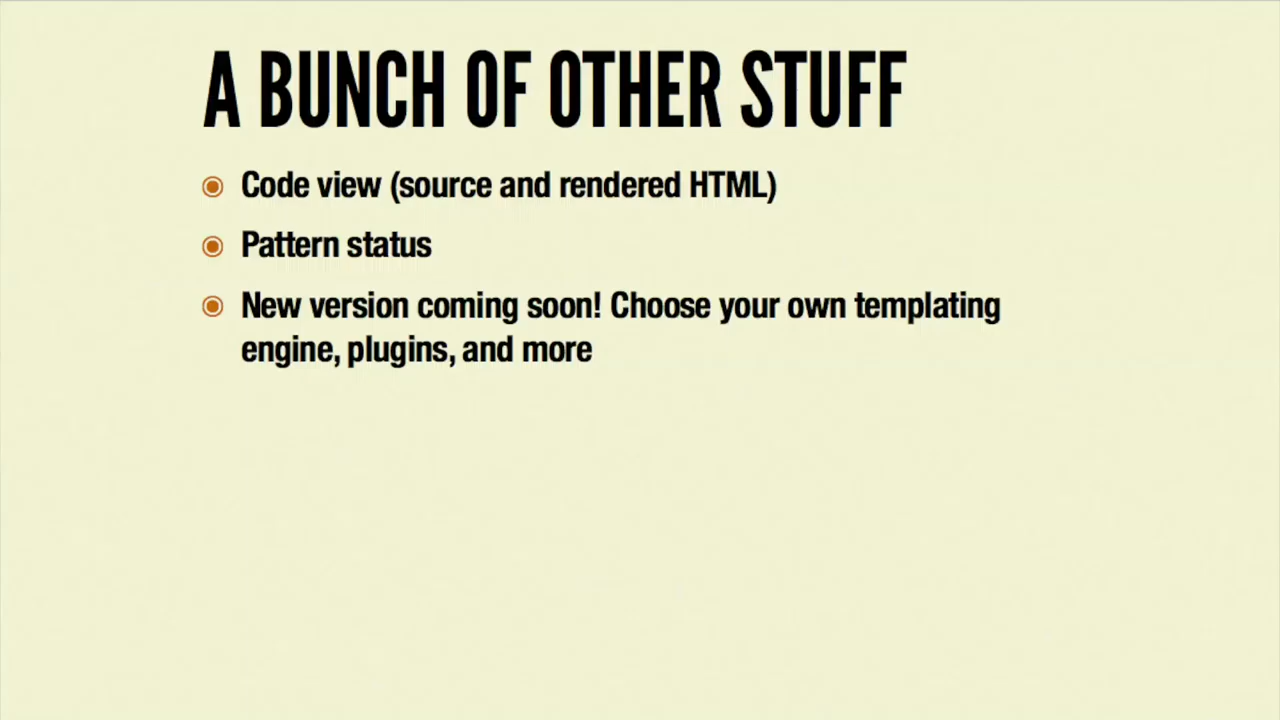 A BUNCH OF OTHER STUFF
Code view (source and rendered HTML)
Pattern status
New version coming soon! Choose your own templating
engine, plugins, and more